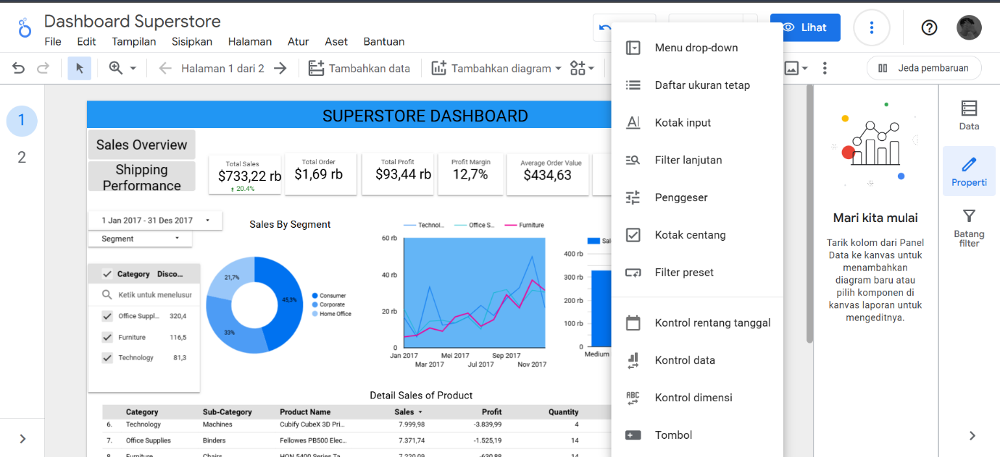 Dashboard Superstore
File Edit Tampilan Sisipkan Halaman Atur Aset Bantuan
Lihat
Halaman 1 dari 2
Tambahkan data
Tambahkan diagram
Jeda pembaruan
1
2
SUPERSTORE DASHBOARD
Sales Overview
Shipping
Performance
Total Sales
$733,22 rb
20.4%
Total Order
$1,69 rb
Total Profit
$93,44 rb
Profit Margin
12,7%
Average Order Value
$434,63
1 Jan 2017 - 31 Des 2017
Segment
Category Disco...
Ketik untuk menelusur
Office Suppl... 320,4
Furniture 116,5
Technology 81,3
Sales By Segment
21,7%
45,3%
33%
Consumer
Corporate
Home Office
Technol... Office S... Furniture
60 rb
40 rb
20 rb
0
Jan 2017 Mei 2017 Sep 2017
Mar 2017 Jul 2017 Nov 2017
Sal
400 rb
300 rb
200 rb
100 rb
0
Medium
Detail Sales of Product
Category Sub-Category Product Name Sales Profit Quantity
6. Technology Machines Cubify CubeX 3D Pri... 7.999,98 -3.839,99 4
7. Office Supplies Binders Fellowes PB500 Elec... 7.371,74 -1.525,19 14
8. Furniture Chairs HON 5400 Series Ta... 7.220,09 -630,88 14
Menu drop-down
Daftar ukuran tetap
Kotak input
Filter lanjutan
Penggeser
Kotak centang
Filter preset
Kontrol rentang tanggal
Kontrol data
Kontrol dimensi
Tombol
Mari kita mulai
Tarik kolom dari Panel
Data ke kanvas untuk
menambahkan
diagram baru atau
pilih komponen di
kanvas laporan untuk
mengeditnya.
Data
Properti
Batang
filter